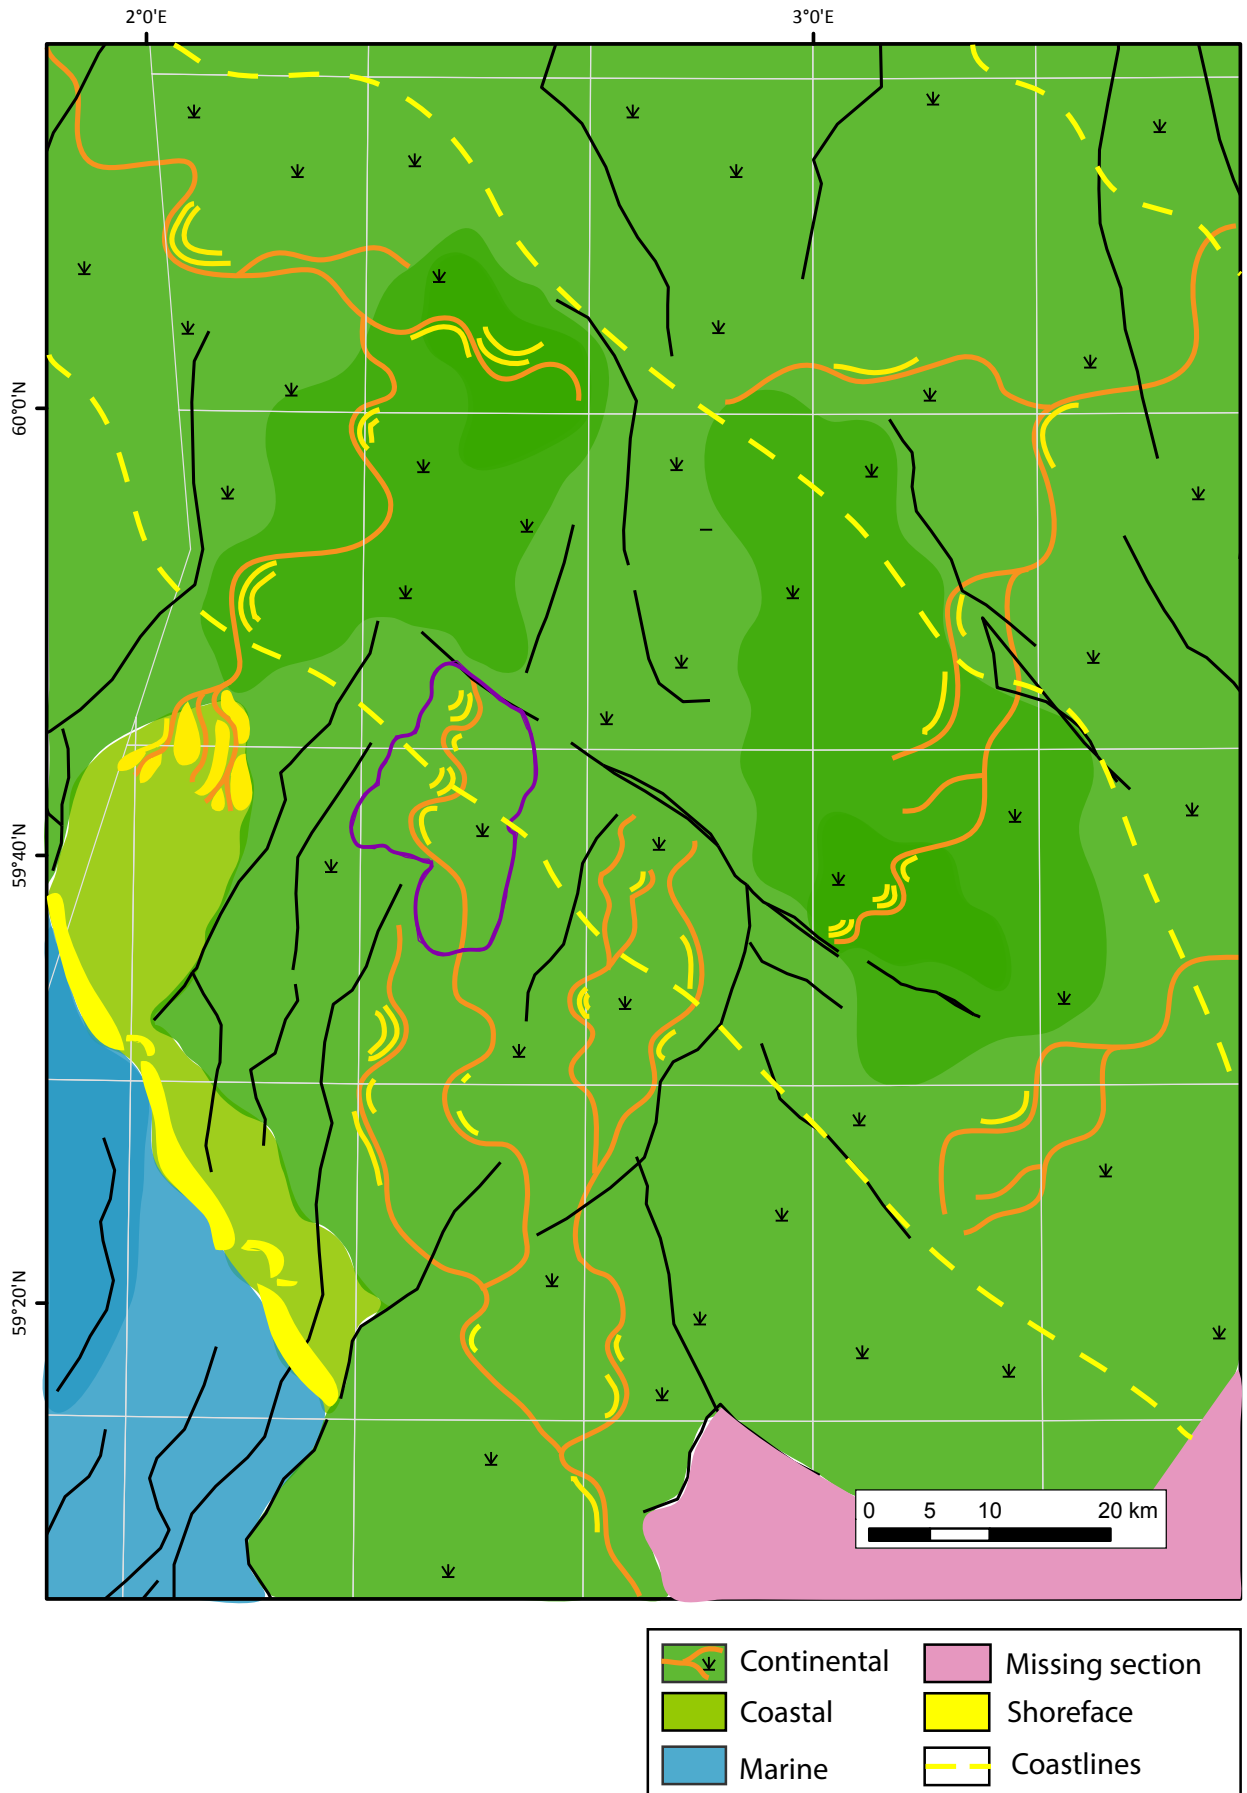 2°0'E 3°0'E
60°0'N
59°40'N
59°20'N
0 5 10 20 km
Continental Missing section
Coastal Shoreface
Marine Coastlines